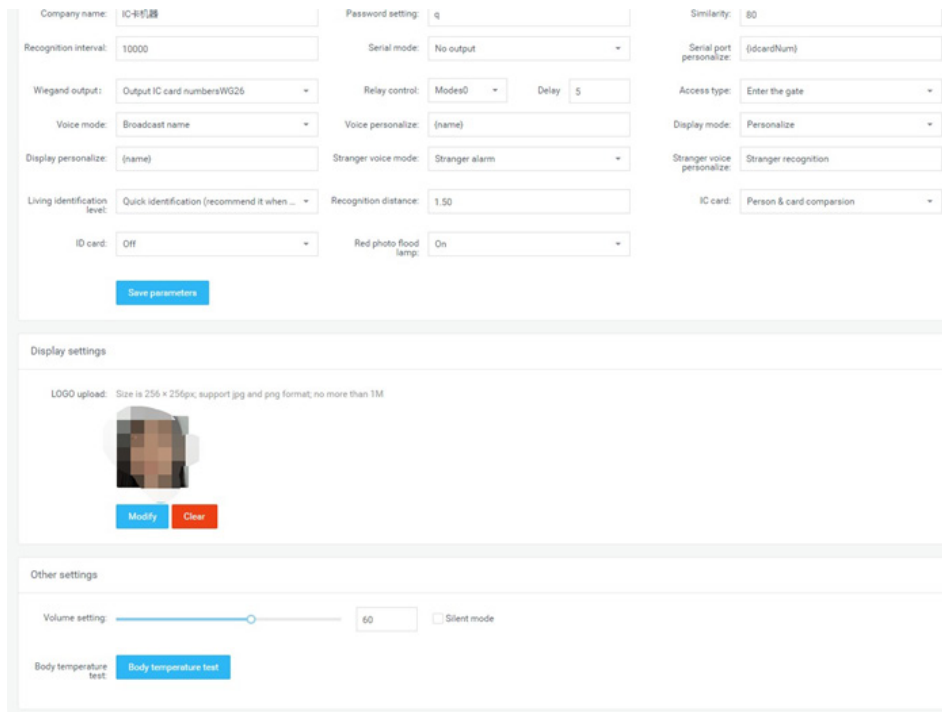 Company name: IC卡机器 Password setting: q Similarity: 80
Recognition interval: 10000 Serial mode: No output Serial port personalize: {idcardNum}
Wiegand output: Output IC card numbersWG26 Relay control: Modes0 Delay 5 Access type: Enter the gate
Voice mode: Broadcast name Voice personalize: {name} Display mode: Personalize
Display personalize: {name} Stranger voice mode: Stranger alarm Stranger voice personalize: Stranger recognition
Living identification level: Quick identification (recommend it when ... Recognition distance: 1.50 IC card: Person & card comparsion
ID card: Off Red photo flood lamp: On
Save parameters
Display settings
LOGO upload: Size is 256 × 256px; support jpg and png format; no more than 1M
Modify Clear
Other settings
Volume setting: 60 Silent mode
Body temperature test: Body temperature test